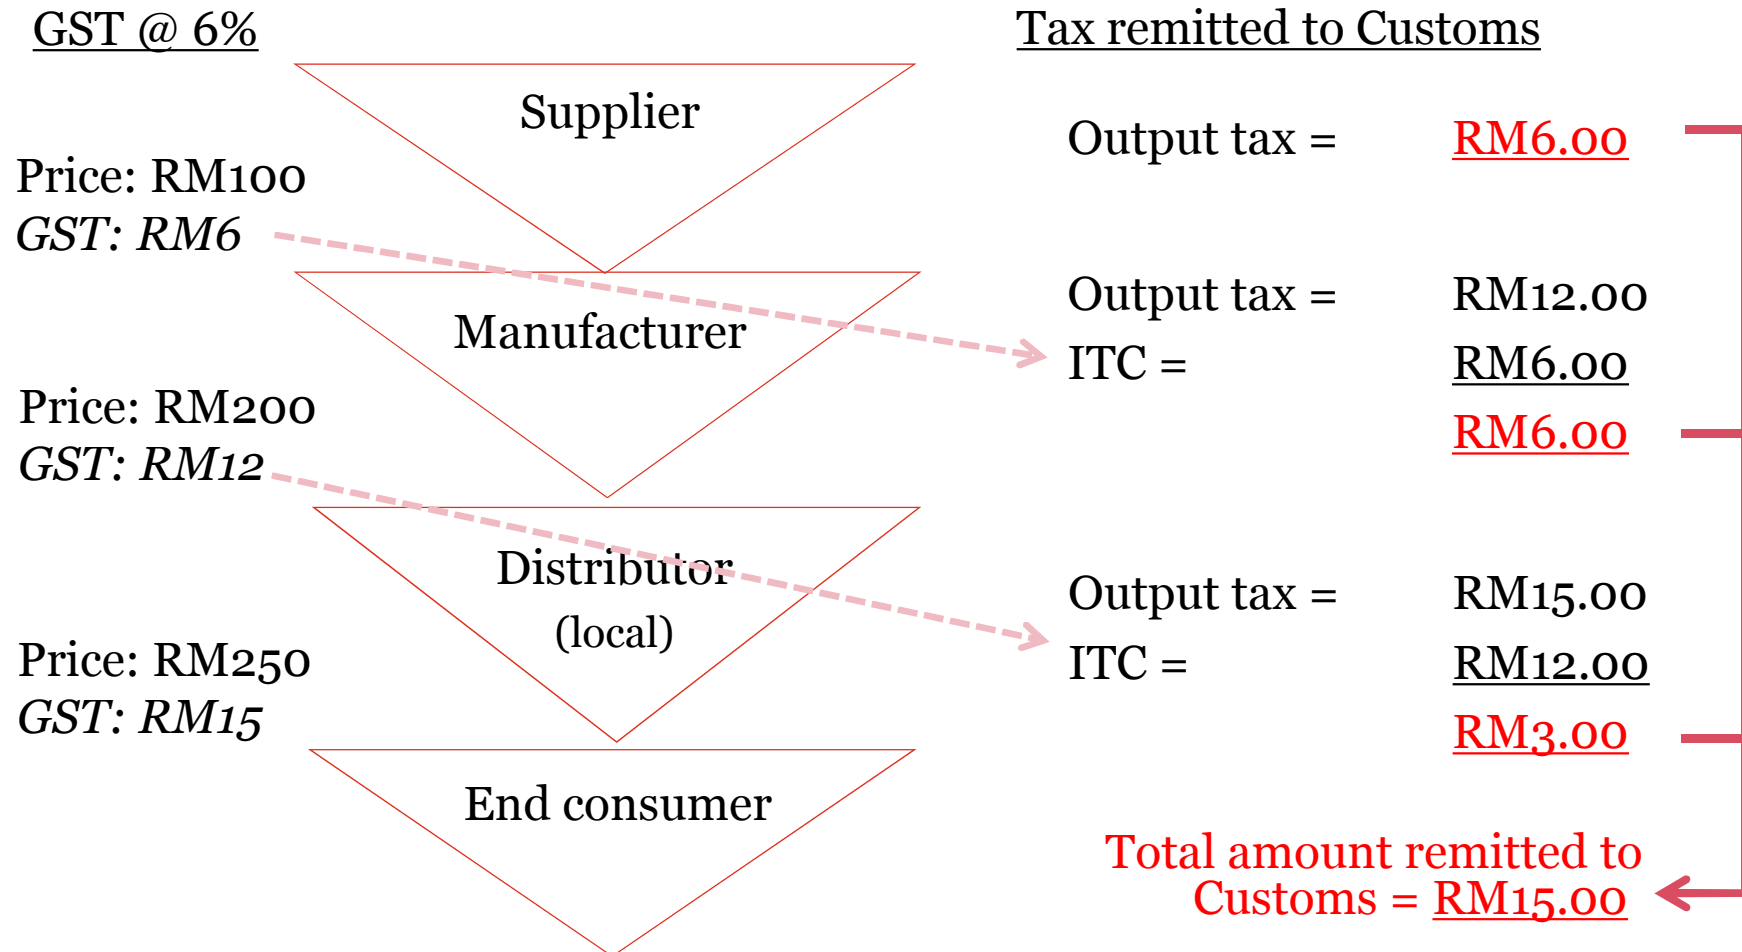 GST @ 6%
Tax remitted to Customs
Supplier
Output tax = RM6.00
Price: RM100
GST: RM6
Manufacturer
Output tax = RM12.00
ITC = RM6.00
RM6.00
Price: RM200
GST: RM12
Distributor
(local)
Output tax = RM15.00
ITC = RM12.00
RM3.00
Price: RM250
GST: RM15
End consumer
Total amount remitted to
Customs = RM15.00